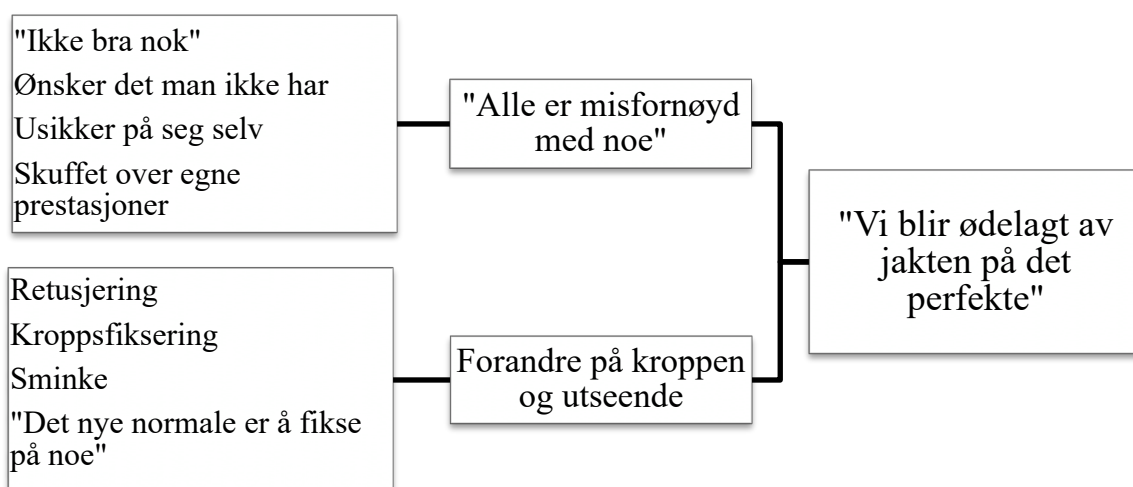 "Ikke bra nok"
Ønsker det man ikke har
Usikker på seg selv
Skuffet over egne
prestasjoner
"Alle er misfornøyd
med noe"
Retusjering
Kroppsfiksering
Sminke
"Det nye normale er å fikse
på noe"
Forandre på kroppen
og utseende
"Vi blir ødelagt av
jakten på det
perfekte"